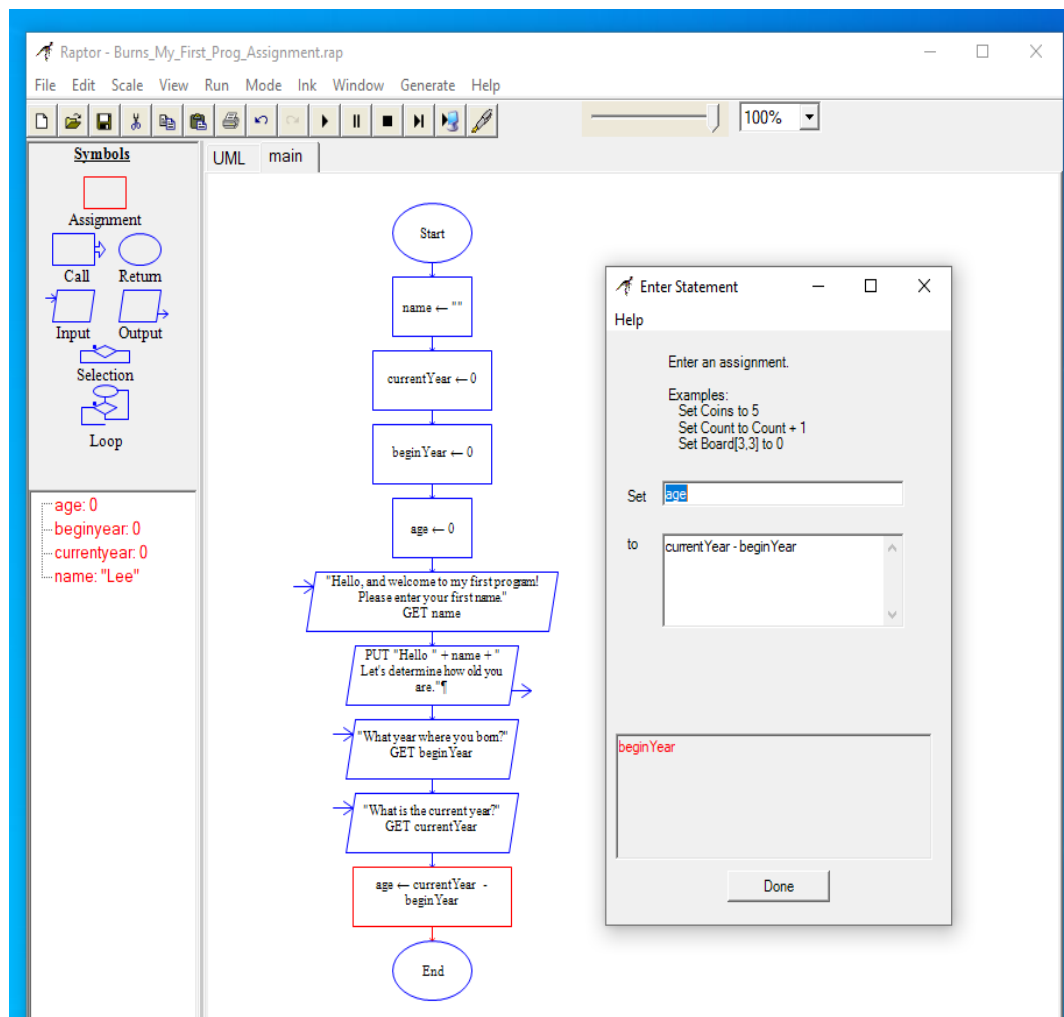 Raptor - Burns_My_First_Prog_Assignment.rap
File Edit Scale View Run Mode Ink Window Generate Help
100%
Symbols
Assignment
Call Return
Input Output
Selection
Loop
age: 0
beginyear: 0
currentyear: 0
name: "Lee"
UML main
Start
name ← ""
currentYear ← 0
beginYear ← 0
age ← 0
"Hello, and welcome to my first program!
Please enter your first name."
GET name
PUT "Hello " + name + "
Let's determine how old you
are."¶
"What year where you born?"
GET beginYear
"What is the current year?"
GET currentYear
age ← currentYear -
beginYear
End
Enter Statement
Help
Enter an assignment.
Examples:
Set Coins to 5
Set Count to Count + 1
Set Board[3,3] to 0
Set age
to currentYear - beginYear
beginYear
Done